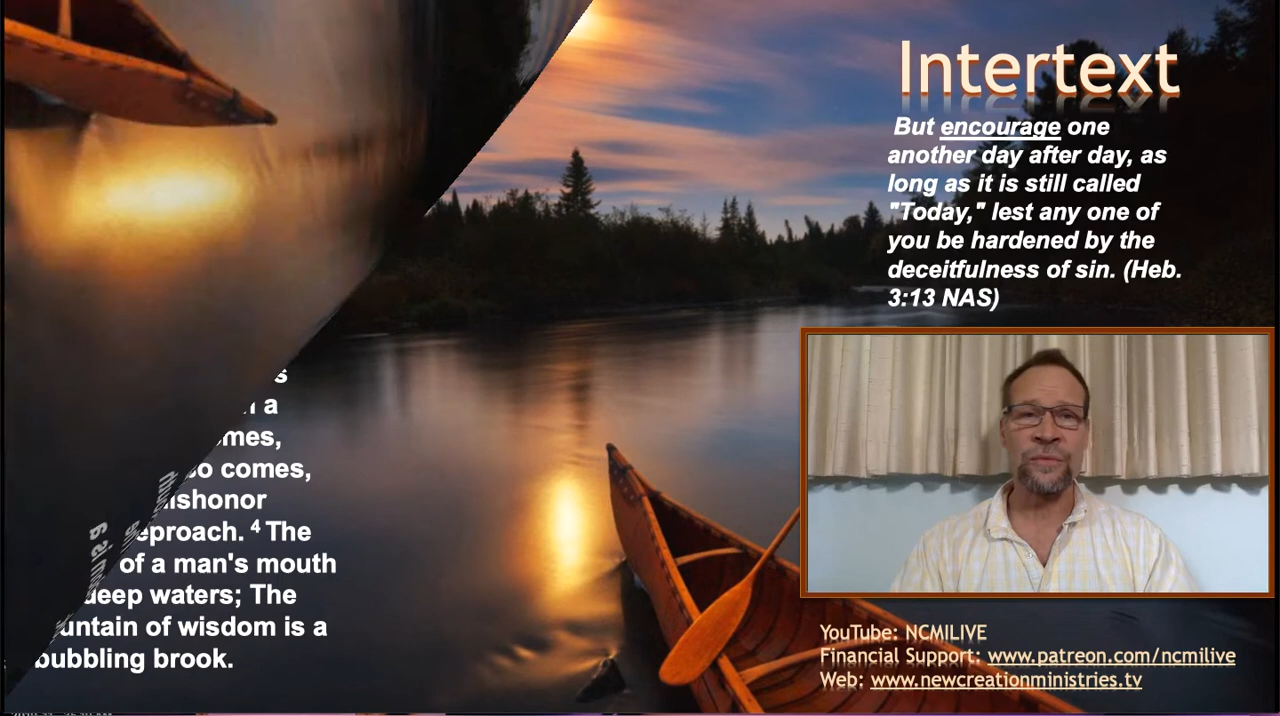 Intertext
But encourage one
another day after day, as
long as it is still called
"Today," lest any one of
you be hardened by the
deceitfulness of sin. (Heb.
3:13 NAS)
a
comes,
mouth
so comes,
eproach. 4 The
of a man's mouth
deep waters; The
untain of wisdom is a
bubbling brook.
YouTube: NCMILIVE
Financial Support: www.patreon.com/ncmilive
Web: www.newcreationministries.tv